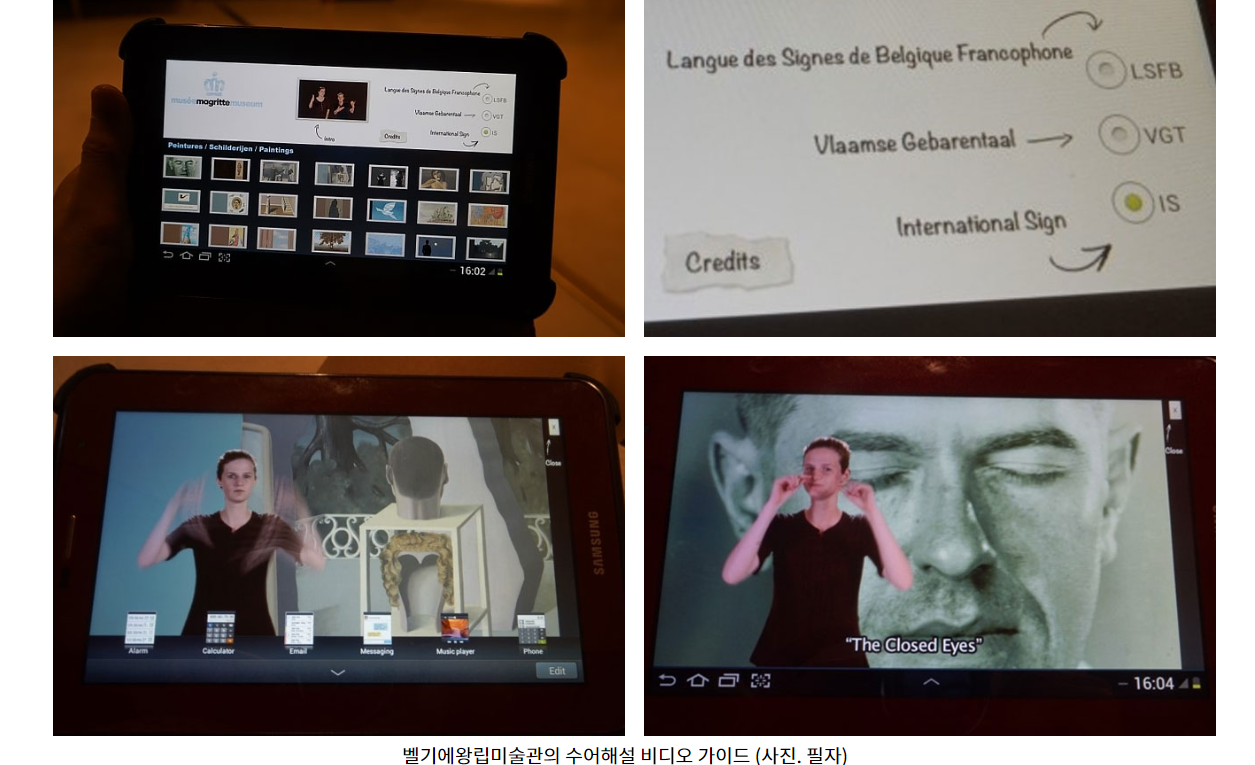 muséemagrittemuseum
Langue des Signes de Belgique Francophone
LSFB
Vlaamse Gebarentaal
VGT
International Sign
IS
Intro
Credits
Peintures / Schilderijen / Paintings
16:02
Langue des Signes de Belgique Francophone
LSFB
Vlaamse Gebarentaal
VGT
International Sign
IS
Credits
x
Close
SAMSUNG
Alarm
Calculator
Email
Messaging
Music player
Phone
Edit
x
Close
“The Closed Eyes”
16:04
벨기에왕립미술관의 수어해설 비디오 가이드 (사진. 필자)